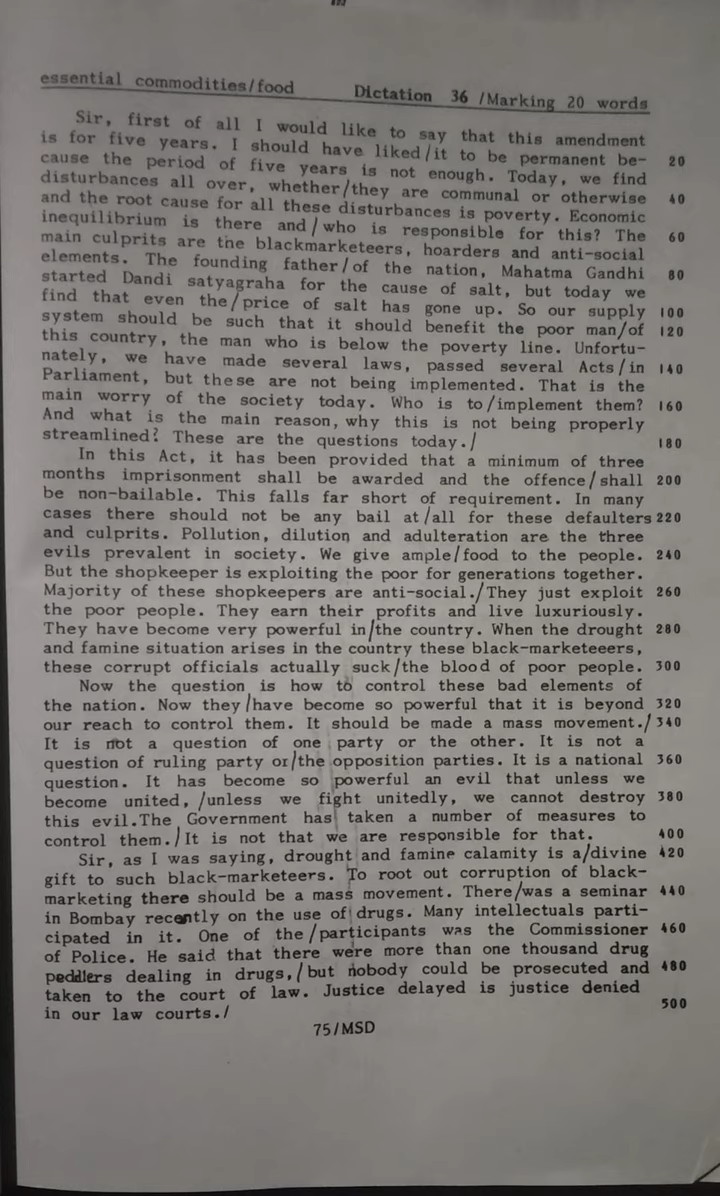 essential commodities/food Dictation 36 /Marking 20 words
Sir, first of all I would like to say that this amendment
is for five years. I should have liked/it to be permanent be- 20
cause the period of five years is not enough. Today, we find
disturbances all over, whether/they are communal or otherwise 40
and the root cause for all these disturbances is poverty. Economic
inequilibrium is there and/who is responsible for this? The 60
main culprits are the blackmarketeers, hoarders and anti-social
elements. The founding father/of the nation, Mahatma Gandhi 80
started Dandi satyagraha for the cause of salt, but today we
find that even the/price of salt has gone up. So our supply 100
system should be such that it should benefit the poor man/of 120
this country, the man who is below the poverty line. Unfortu-
nately, we have made several laws, passed several Acts/in 140
Parliament, but these are not being implemented. That is the
main worry of the society today. Who is to/implement them? 160
And what is the main reason, why this is not being properly
streamlined? These are the questions today./ 180
In this Act, it has been provided that a minimum of three
months imprisonment shall be awarded and the offence/shall 200
be non-bailable. This falls far short of requirement. In many
cases there should not be any bail at/all for these defaulters 220
and culprits. Pollution, dilution and adulteration are the three
evils prevalent in society. We give ample/food to the people. 240
But the shopkeeper is exploiting the poor for generations together.
Majority of these shopkeepers are anti-social./They just exploit 260
the poor people. They earn their profits and live luxuriously.
They have become very powerful in/the country. When the drought 280
and famine situation arises in the country these black-marketeeers,
these corrupt officials actually suck/the blood of poor people. 300
Now the question is how to control these bad elements of
the nation. Now they/have become so powerful that it is beyond 320
our reach to control them. It should be made a mass movement./ 340
It is not a question of one party or the other. It is not a
question of ruling party or/the opposition parties. It is a national 360
question. It has become so powerful an evil that unless we
become united, /unless we fight unitedly, we cannot destroy 380
this evil.The Government has taken a number of measures to
control them./It is not that we are responsible for that. 400
Sir, as I was saying, drought and famine calamity is a/divine 420
gift to such black-marketeers. To root out corruption of black-
marketing there should be a mass movement. There/was a seminar 440
in Bombay recently on the use of drugs. Many intellectuals parti-
cipated in it. One of the/participants was the Commissioner 460
of Police. He said that there were more than one thousand drug
peddlers dealing in drugs,/but nobody could be prosecuted and 480
taken to the court of law. Justice delayed is justice denied
in our law courts./ 500
75/MSD